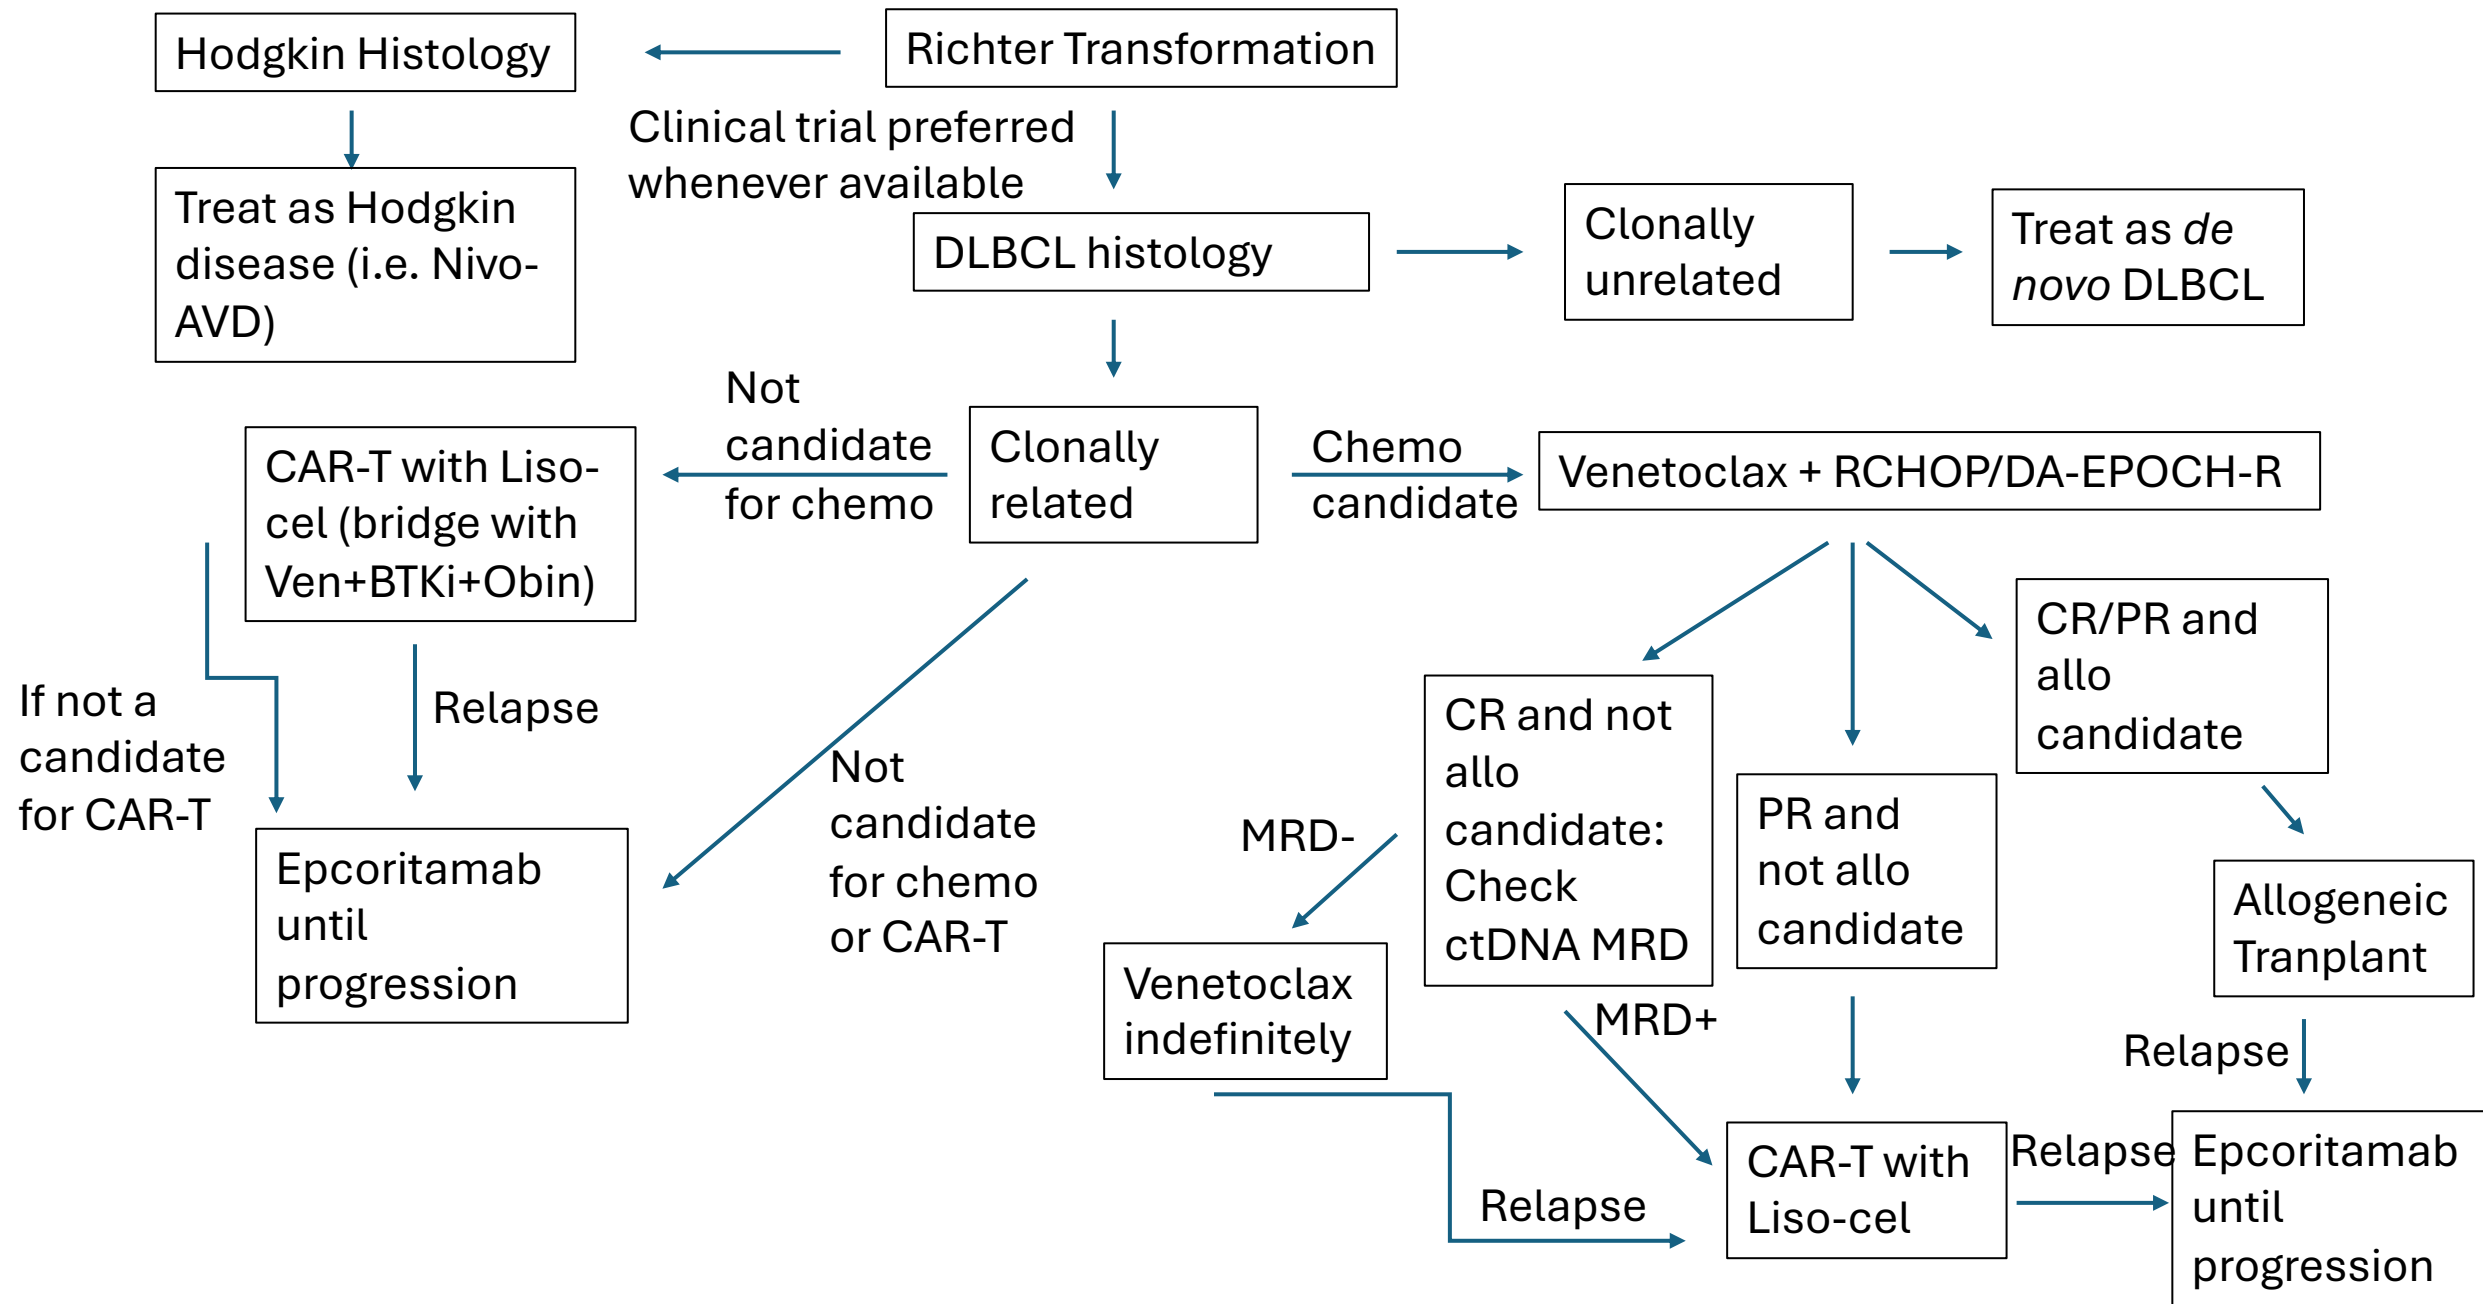 Hodgkin Histology
Richter Transformation
Clinical trial preferred
whenever available
Treat as Hodgkin
disease (i.e. Nivo-
AVD)
DLBCL histology
Clonally
unrelated
Treat as de
novo DLBCL
Not
candidate
for chemo
Clonally
related
Chemo
candidate
Venetoclax + RCHOP/DA-EPOCH-R
CAR-T with Liso-
cel (bridge with
Ven+BTKi+Obin)
If not a
candidate
for CAR-T
Relapse
Not
candidate
for chemo
or CAR-T
Epcoritamab
until
progression
CR and not
allo
candidate:
Check
ctDNA MRD
PR and
not allo
candidate
CR/PR and
allo
candidate
MRD-
Venetoclax
indefinitely
MRD+
Allogeneic
Tranplant
Relapse
Relapse
CAR-T with
Liso-cel
Relapse
Epcoritamab
until
progression